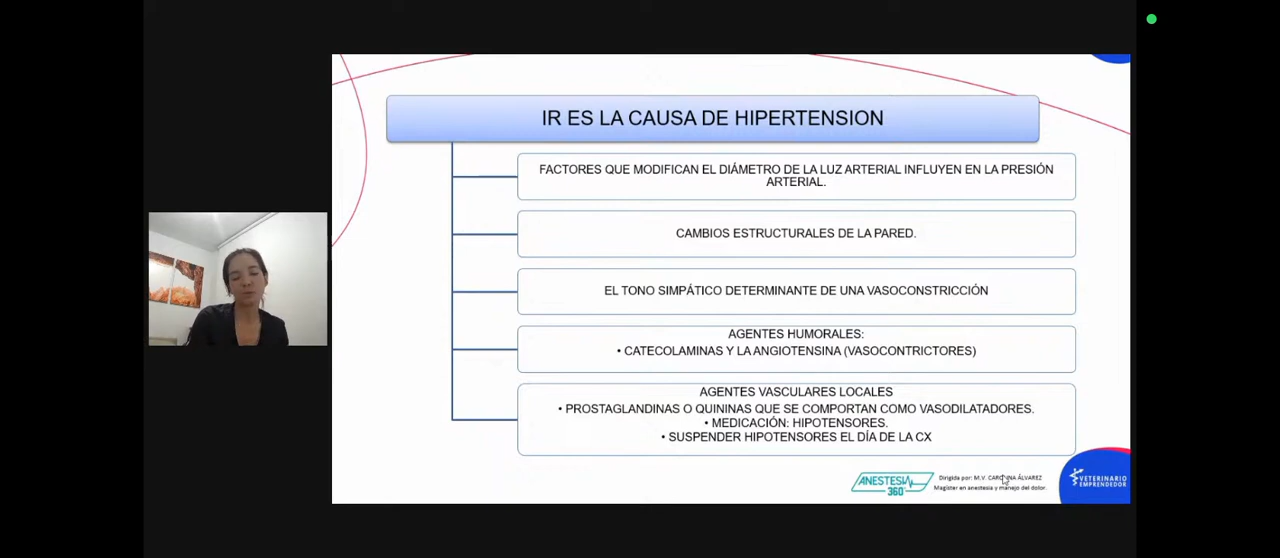 IR ES LA CAUSA DE HIPERTENSION
FACTORES QUE MODIFICAN EL DIÁMETRO DE LA LUZ ARTERIAL INFLUYEN EN LA PRESIÓN
ARTERIAL.
CAMBIOS ESTRUCTURALES DE LA PARED.
EL TONO SIMPÁTICO DETERMINANTE DE UNA VASOCONSTRICCIÓN
AGENTES HUMORALES:
• CATECOLAMINAS Y LA ANGIOTENSINA (VASOCONTRICTORES)
AGENTES VASCULARES LOCALES
• PROSTAGLANDINAS O QUININAS QUE SE COMPORTAN COMO VASODILATADORES.
• MEDICACIÓN: HIPOTENSORES.
• SUSPENDER HIPOTENSORES EL DÍA DE LA CX
ANESTESIA
360°
Dirigida por: M.V. CAROLINA ÁLVAREZ
Magíster en anestesia y manejo del dolor.
VETERINARIO
EMPRENDEDOR